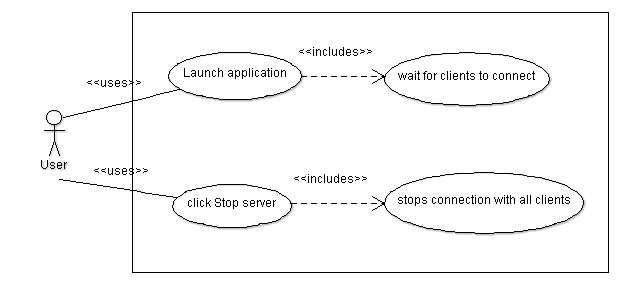 <<includes>>
Launch application
wait for clients to connect
<<uses>>
User
<<uses>>
<<includes>>
click Stop server
stops connection with all clients